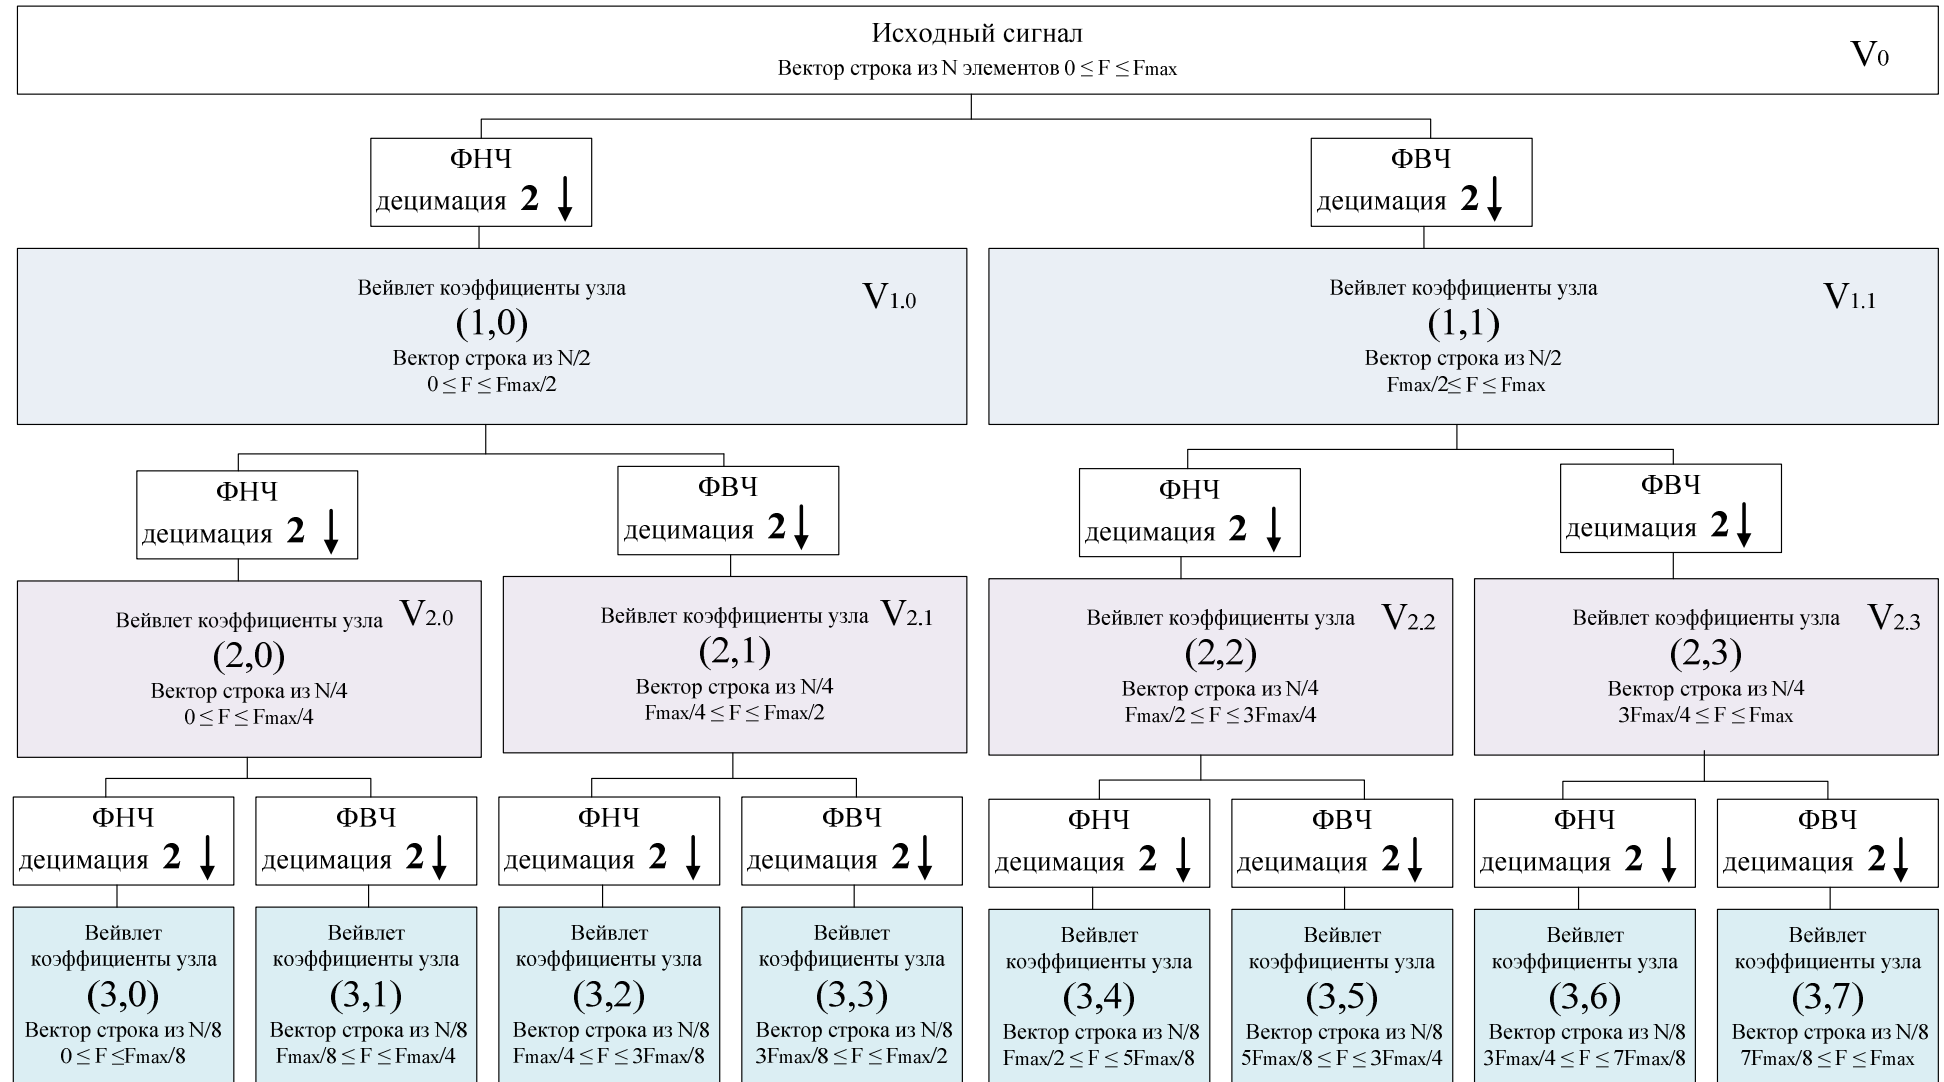 Исходный сигнал
Вектор строка из N элементов 0 ≤ F ≤ Fmax
V0
ФНЧ
децимация 2 ↓
ФВЧ
децимация 2 ↓
Вейвлет коэффициенты узла
V1.0
(1,0)
Вектор строка из N/2
0 ≤ F ≤ Fmax/2
Вейвлет коэффициенты узла
V1.1
(1,1)
Вектор строка из N/2
Fmax/2≤ F ≤ Fmax
ФНЧ
децимация 2 ↓
ФВЧ
децимация 2 ↓
ФНЧ
децимация 2 ↓
ФВЧ
децимация 2 ↓
Вейвлет коэффициенты узла
V2.0
(2,0)
Вектор строка из N/4
0 ≤ F ≤ Fmax/4
Вейвлет коэффициенты узла
V2.1
(2,1)
Вектор строка из N/4
Fmax/4 ≤ F ≤ Fmax/2
Вейвлет коэффициенты узла
V2.2
(2,2)
Вектор строка из N/4
Fmax/2 ≤ F ≤ 3Fmax/4
Вейвлет коэффициенты узла
V2.3
(2,3)
Вектор строка из N/4
3Fmax/4 ≤ F ≤ Fmax
ФНЧ
децимация 2 ↓
ФВЧ
децимация 2 ↓
ФНЧ
децимация 2 ↓
ФВЧ
децимация 2 ↓
ФНЧ
децимация 2 ↓
ФВЧ
децимация 2 ↓
ФНЧ
децимация 2 ↓
ФВЧ
децимация 2 ↓
Вейвлет
коэффициенты узла
(3,0)
Вектор строка из N/8
0 ≤ F ≤Fmax/8
Вейвлет
коэффициенты узла
(3,1)
Вектор строка из N/8
Fmax/8 ≤ F ≤ Fmax/4
Вейвлет
коэффициенты узла
(3,2)
Вектор строка из N/8
Fmax/4 ≤ F ≤ 3Fmax/8
Вейвлет
коэффициенты узла
(3,3)
Вектор строка из N/8
3Fmax/8 ≤ F ≤ Fmax/2
Вейвлет
коэффициенты узла
(3,4)
Вектор строка из N/8
Fmax/2 ≤ F ≤ 5Fmax/8
Вейвлет
коэффициенты узла
(3,5)
Вектор строка из N/8
5Fmax/8 ≤ F ≤ 3Fmax/4
Вейвлет
коэффициенты узла
(3,6)
Вектор строка из N/8
3Fmax/4 ≤ F ≤ 7Fmax/8
Вейвлет
коэффициенты узла
(3,7)
Вектор строка из N/8
7Fmax/8 ≤ F ≤ Fmax